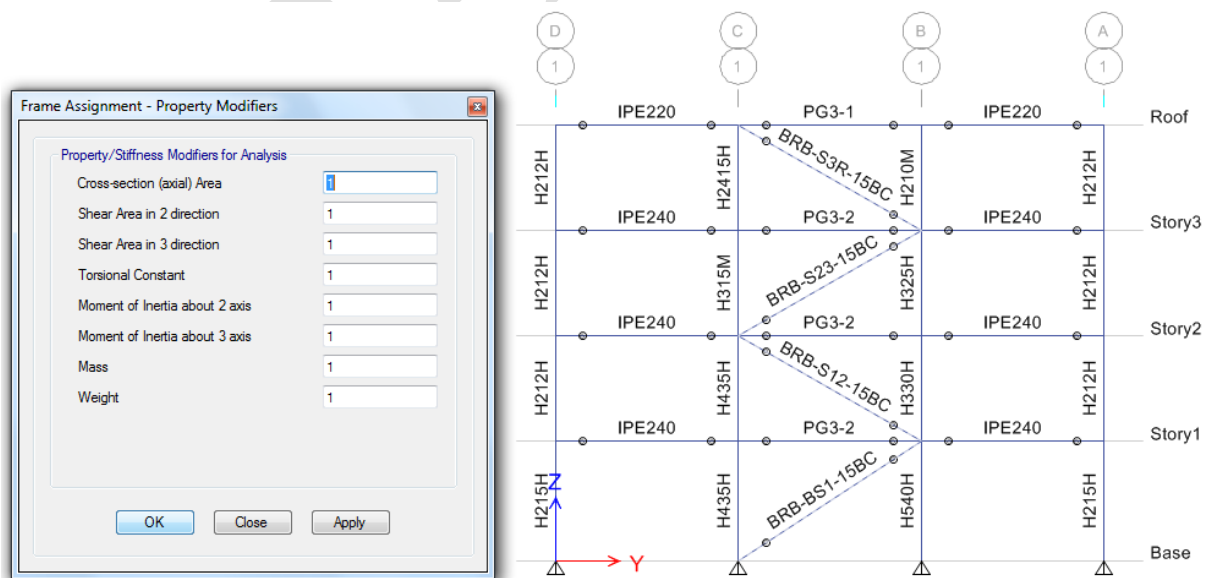 Frame Assignment - Property Modifiers
Property/Stiffness Modifiers for Analysis
Cross-section (axial) Area 1
Shear Area in 2 direction 1
Shear Area in 3 direction 1
Torsional Constant 1
Moment of Inertia about 2 axis 1
Moment of Inertia about 3 axis 1
Mass 1
Weight 1
OK Close Apply
D C B A
1 1 1 1
IPE220 PG3-1 IPE220 Roof
H212H H2415H BRB-S3R-15BC H210M H212H
IPE240 PG3-2 IPE240 Story3
H212H H315M BRB-S23-15BC H325H H212H
IPE240 PG3-2 IPE240 Story2
H212H H435H BRB-S12-15BC H330H H212H
IPE240 PG3-2 IPE240 Story1
H215H Z H435H BRB-BS1-15BC H540H H215H
Y Base